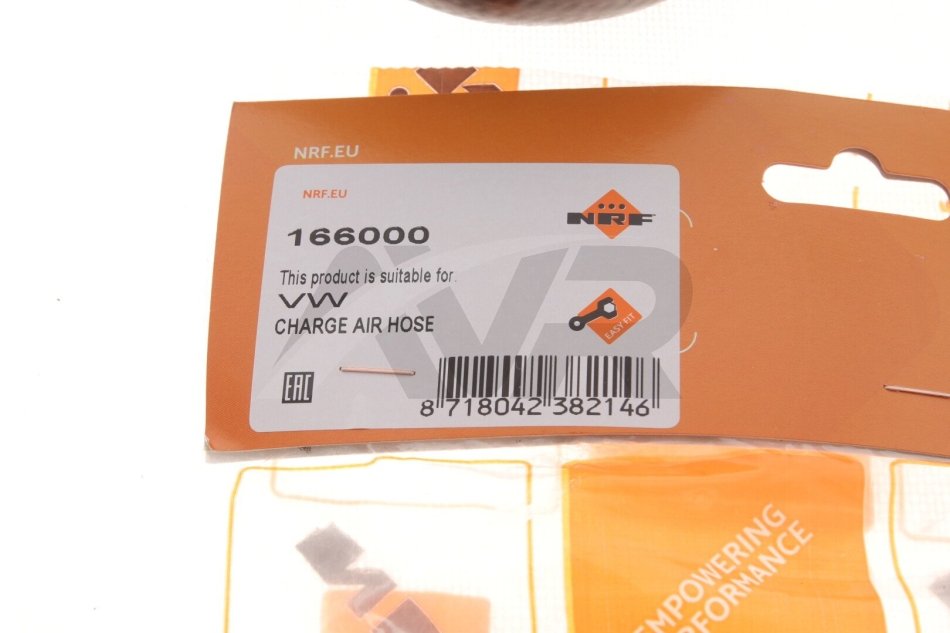 NRF.EU
NRF.EU
NRF
166000
This product is suitable for.
VW
CHARGE AIR HOSE
EASY FIT
EAC
8 718042 382146
AVR
EMPOWERING
PERFORMANCE